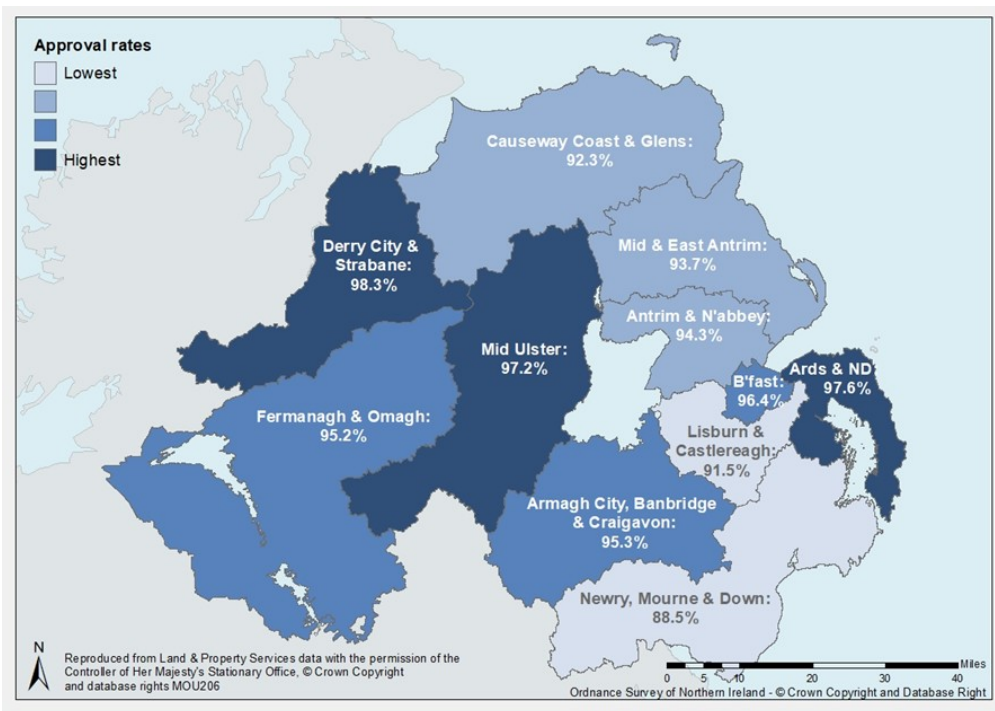 Approval rates
Lowest
Highest
Causeway Coast & Glens:
92.3%
Derry City &
Strabane:
98.3%
Mid & East Antrim:
93.7%
Antrim & N'abbey:
94.3%
Mid Ulster:
97.2%
B'fast:
96.4%
Ards & ND:
97.6%
Fermanagh & Omagh:
95.2%
Lisburn &
Castlereagh:
91.5%
Armagh City, Banbridge
& Craigavon:
95.3%
Newry, Mourne & Down:
88.5%
N
Reproduced from Land & Property Services data with the permission of the
Controller of Her Majesty's Stationary Office, © Crown Copyright
and database rights MOU206
Miles
0 5 10 20 30 40
Ordnance Survey of Northern Ireland - © Crown Copyright and Database Right